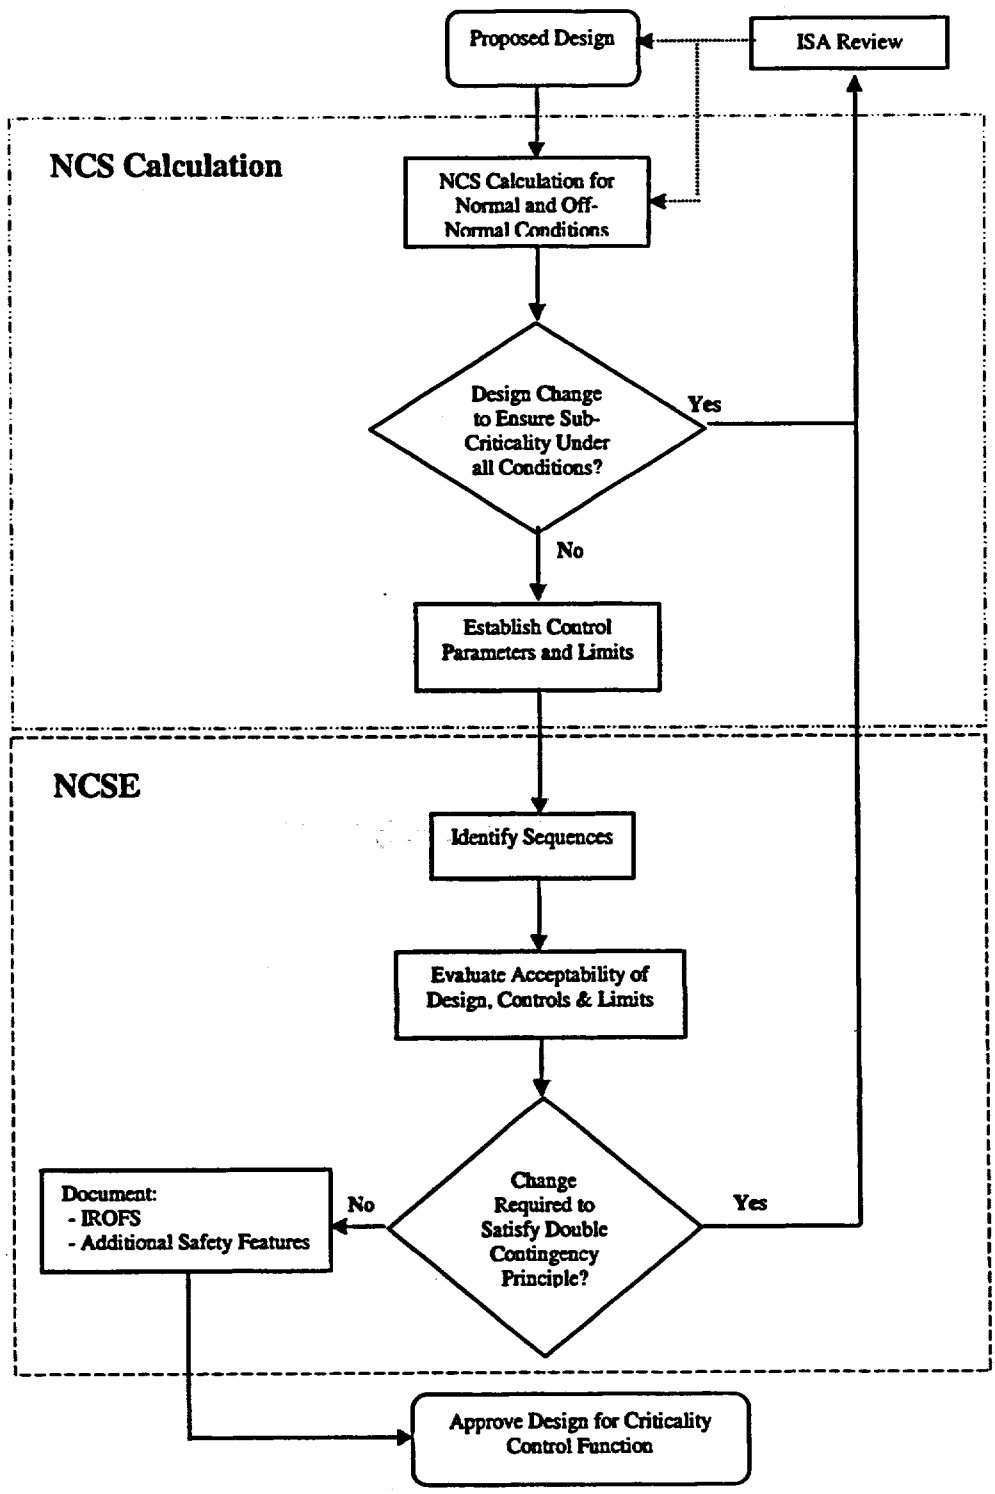 Proposed Design
ISA Review
NCS Calculation
NCS Calculation for
Normal and Off-
Normal Conditions
Design Change
to Ensure Sub-
Criticality Under
all Conditions?
Yes
No
Establish Control
Parameters and Limits
NCSE
Identify Sequences
Evaluate Acceptability of
Design, Controls & Limits
Change
Required to
Satisfy Double
Contingency
Principle?
No
Yes
Document:
- IROFS
- Additional Safety Features
Approve Design for Criticality
Control Function